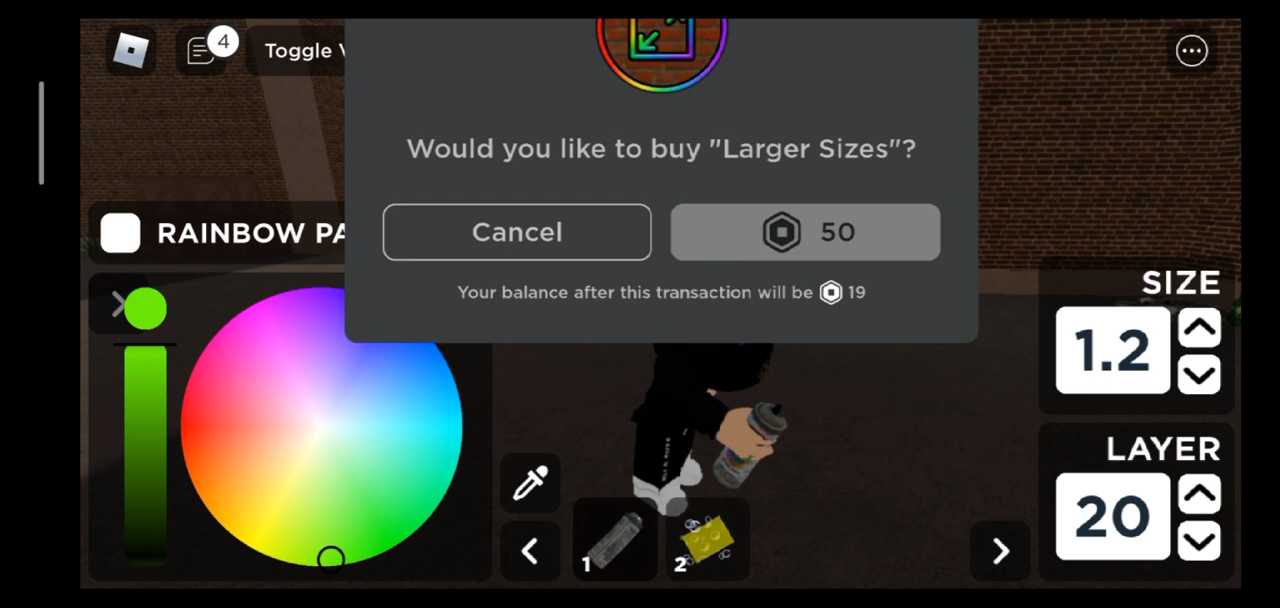 4
Toggle V
Would you like to buy "Larger Sizes"?
Cancel
50
Your balance after this transaction will be 19
RAINBOW PA
SIZE
1.2
LAYER
20
1
2